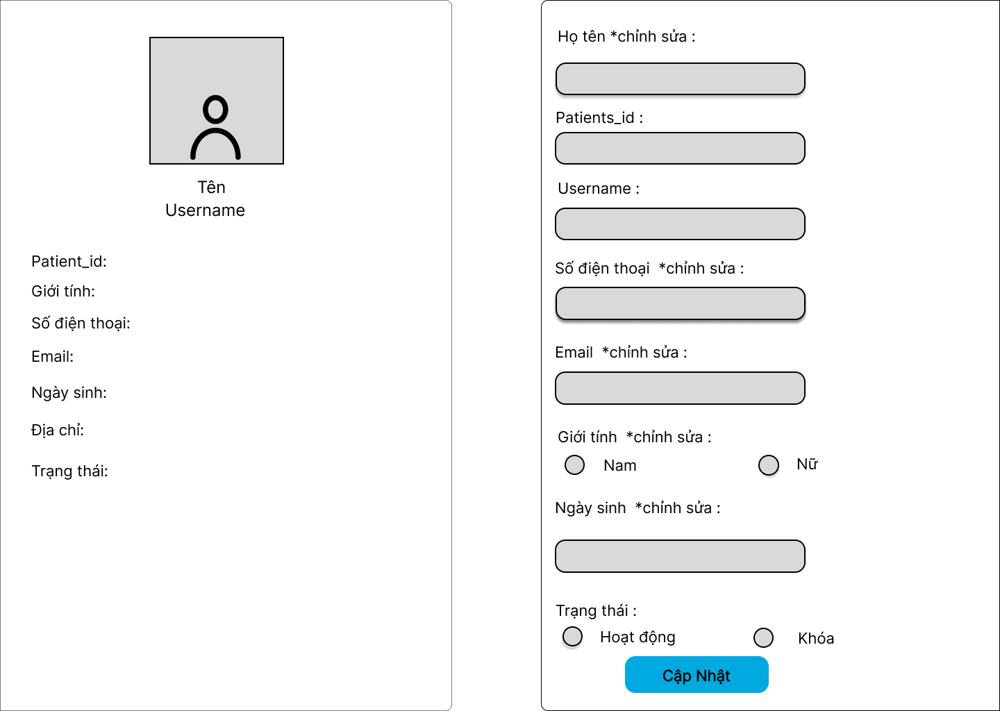 Tên
Username
Patient_id:
Giới tính:
Số điện thoại:
Email:
Ngày sinh:
Địa chỉ:
Trạng thái:
Họ tên *chỉnh sửa :
Patients_id :
Username :
Số điện thoại  *chỉnh sửa :
Email  *chỉnh sửa :
Giới tính  *chỉnh sửa :
Nam Nữ
Ngày sinh  *chỉnh sửa :
Trạng thái :
Hoạt động Khóa
Cập Nhật